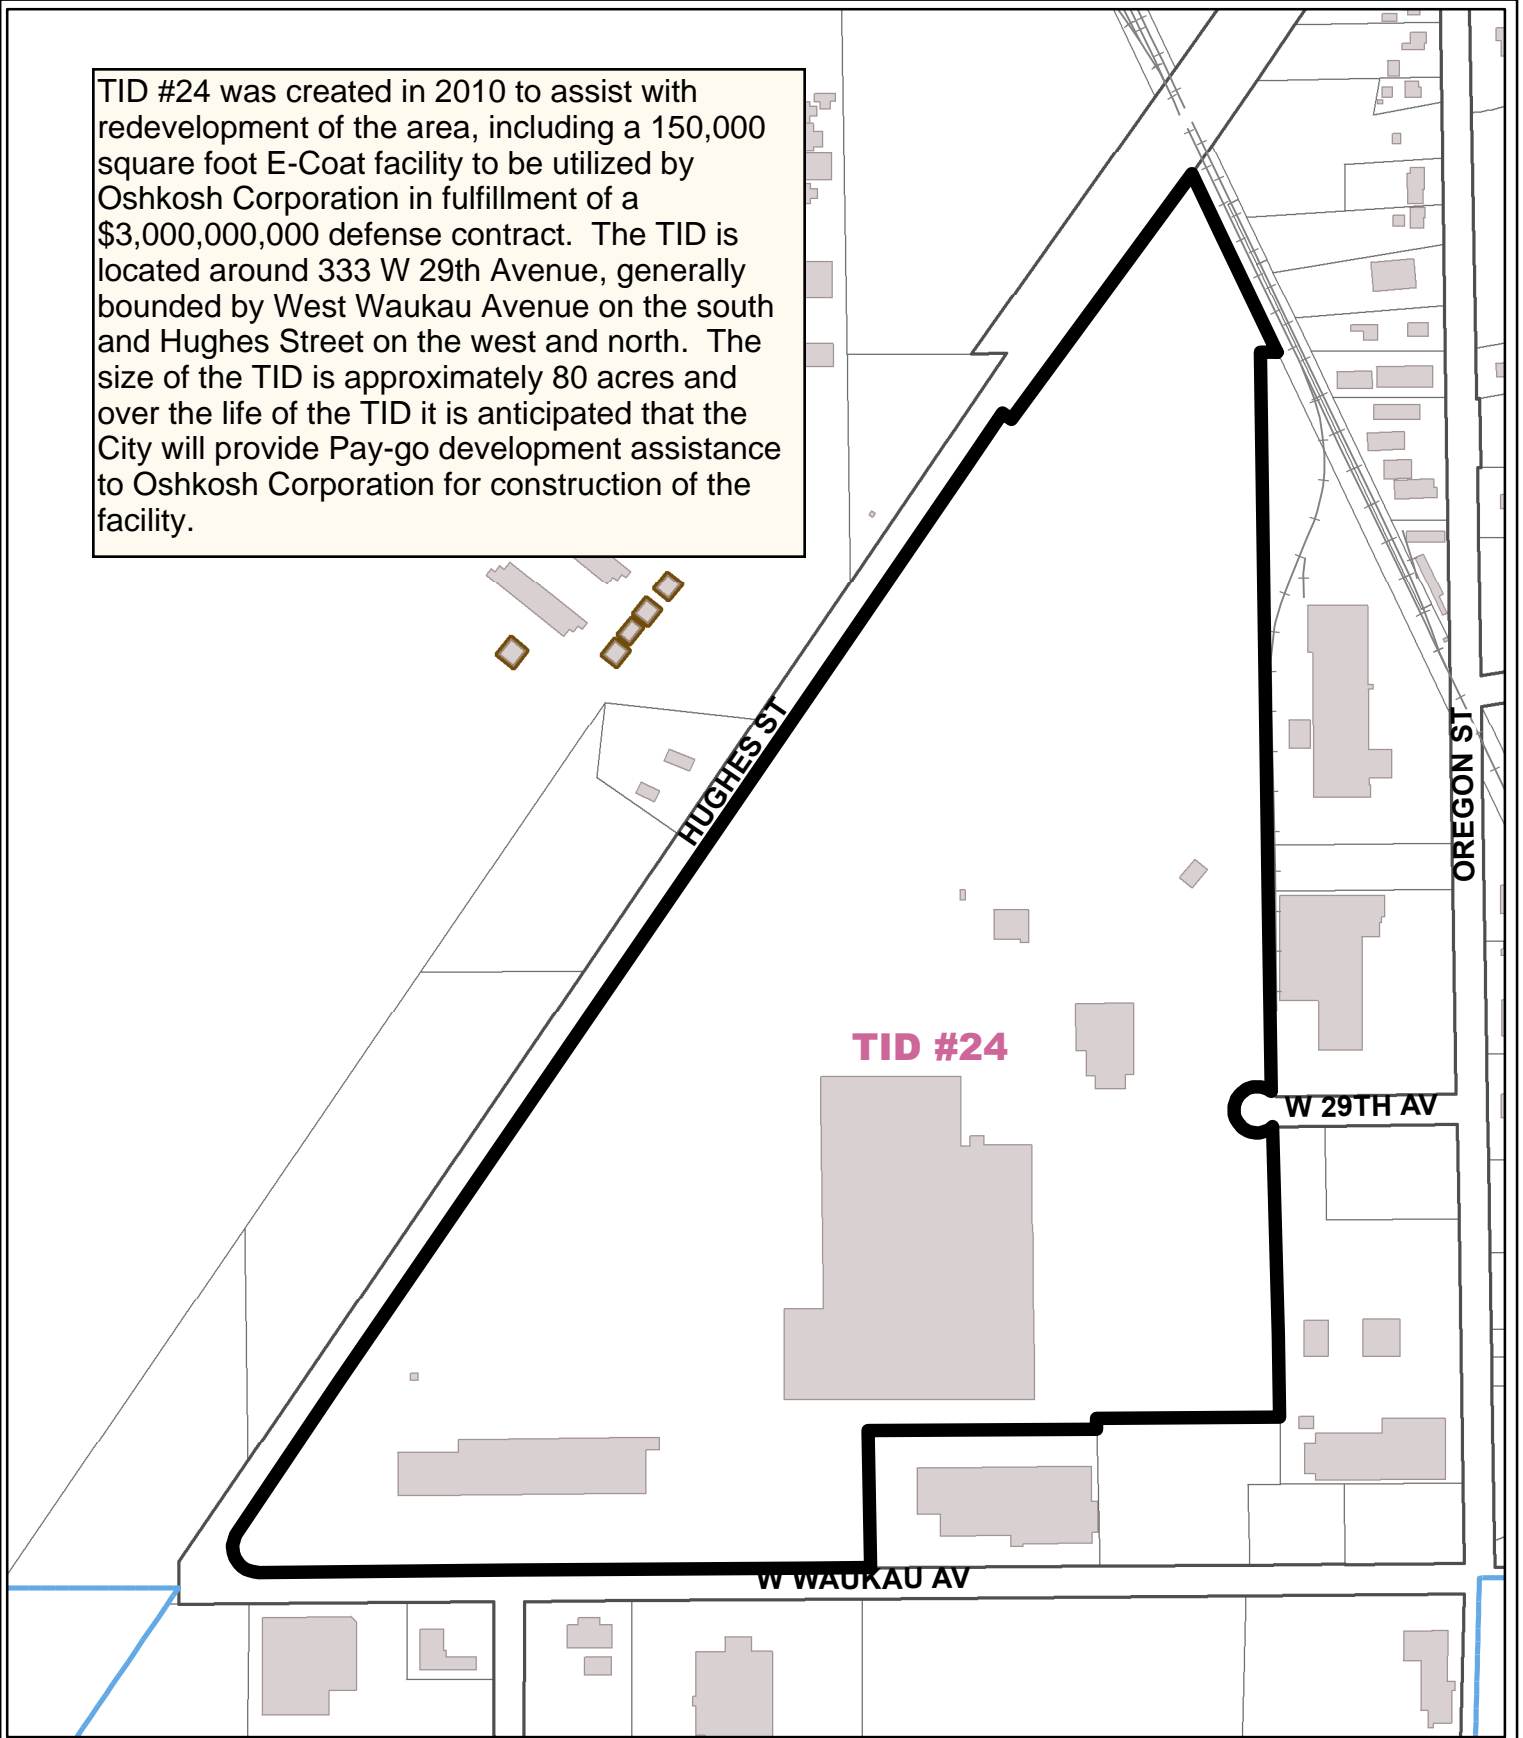 TID #24 was created in 2010 to assist with
redevelopment of the area, including a 150,000
square foot E-Coat facility to be utilized by
Oshkosh Corporation in fulfillment of a
$3,000,000,000 defense contract.  The TID is
located around 333 W 29th Avenue, generally
bounded by West Waukau Avenue on the south
and Hughes Street on the west and north.  The
size of the TID is approximately 80 acres and
over the life of the TID it is anticipated that the
City will provide Pay-go development assistance
to Oshkosh Corporation for construction of the
facility.
HUGHES ST
OREGON ST
TID #24
W 29TH AV
W WAUKAU AV